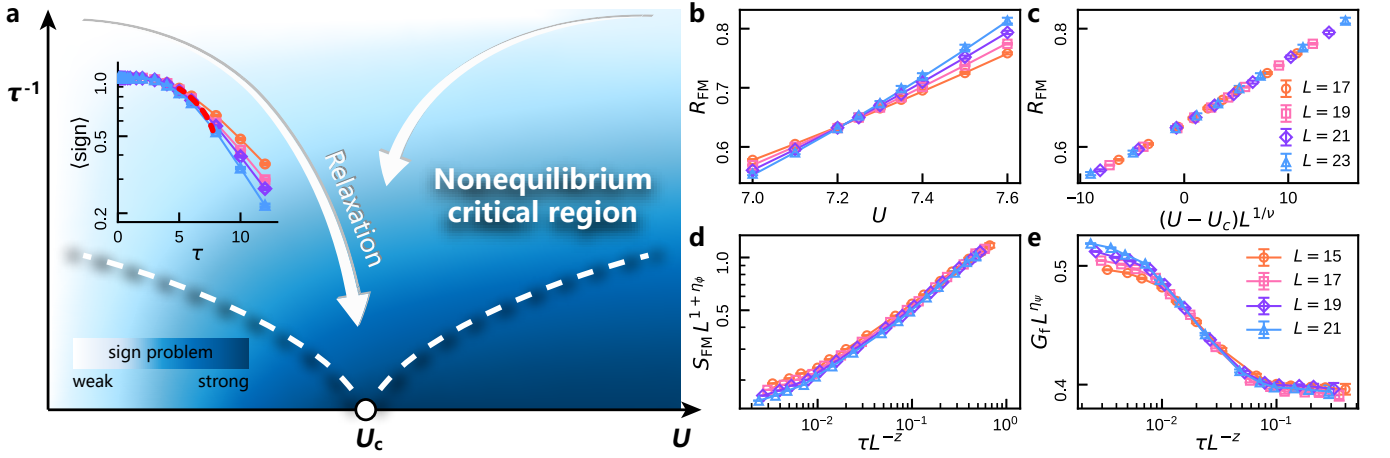 a
τ⁻¹
⟨sign⟩
1.0
0.5
0.2
0
5
10
τ
Relaxation
Nonequilibrium
critical region
sign problem
weak
strong
U_c
U
b
R_FM
0.8
0.7
0.6
7.0
7.2
7.4
7.6
U
c
R_FM
0.8
0.6
−10
0
10
(U − U_c)L^{1/ν}
L = 17
L = 19
L = 21
L = 23
d
S_FM L^{1 + η_ϕ}
1.0
0.5
10⁻²
10⁻¹
10⁰
τL^{−z}
e
G_f L^{η_ψ}
0.5
0.4
10⁻²
10⁻¹
τL^{−z}
L = 15
L = 17
L = 19
L = 21